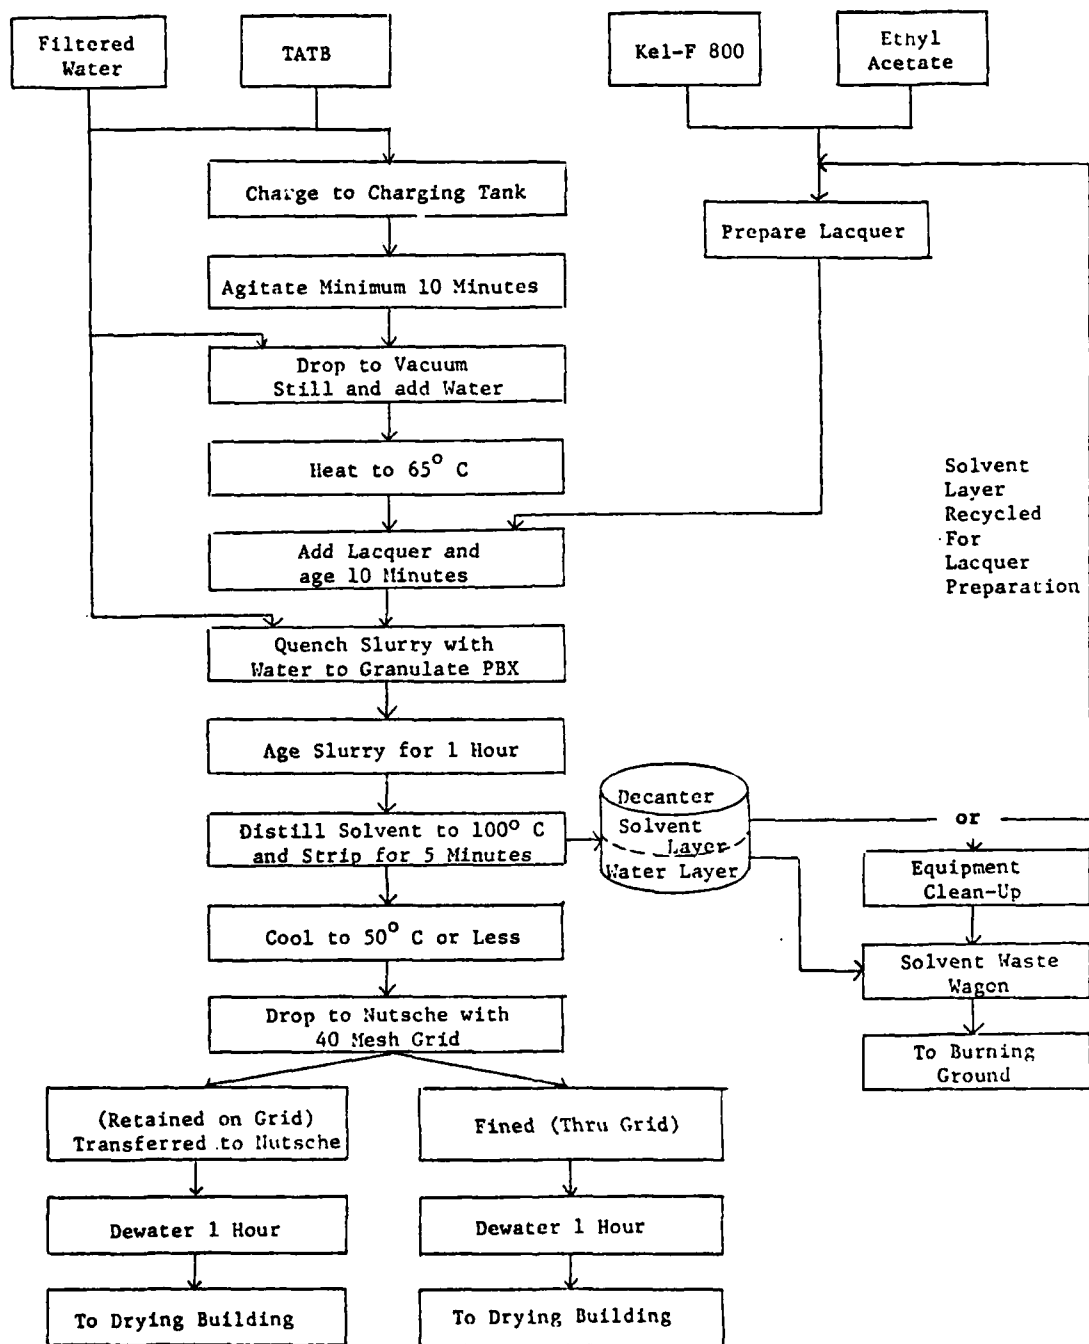 Filtered
Water
TATB
Kel-F 800
Ethyl
Acetate
Charge to Charging Tank
Prepare Lacquer
Agitate Minimum 10 Minutes
Drop to Vacuum
Still and add Water
Heat to 65° C
Solvent
Layer
Recycled
For
Lacquer
Preparation
Add Lacquer and
age 10 Minutes
Quench Slurry with
Water to Granulate PBX
Age Slurry for 1 Hour
Distill Solvent to 100° C
and Strip for 5 Minutes
Decanter
Solvent
Layer
Water Layer
or
Equipment
Clean-Up
Cool to 50° C or Less
Solvent Waste
Wagon
Drop to Nutsche with
40 Mesh Grid
To Burning
Ground
(Retained on Grid)
Transferred to Nutsche
Fined (Thru Grid)
Dewater 1 Hour
Dewater 1 Hour
To Drying Building
To Drying Building